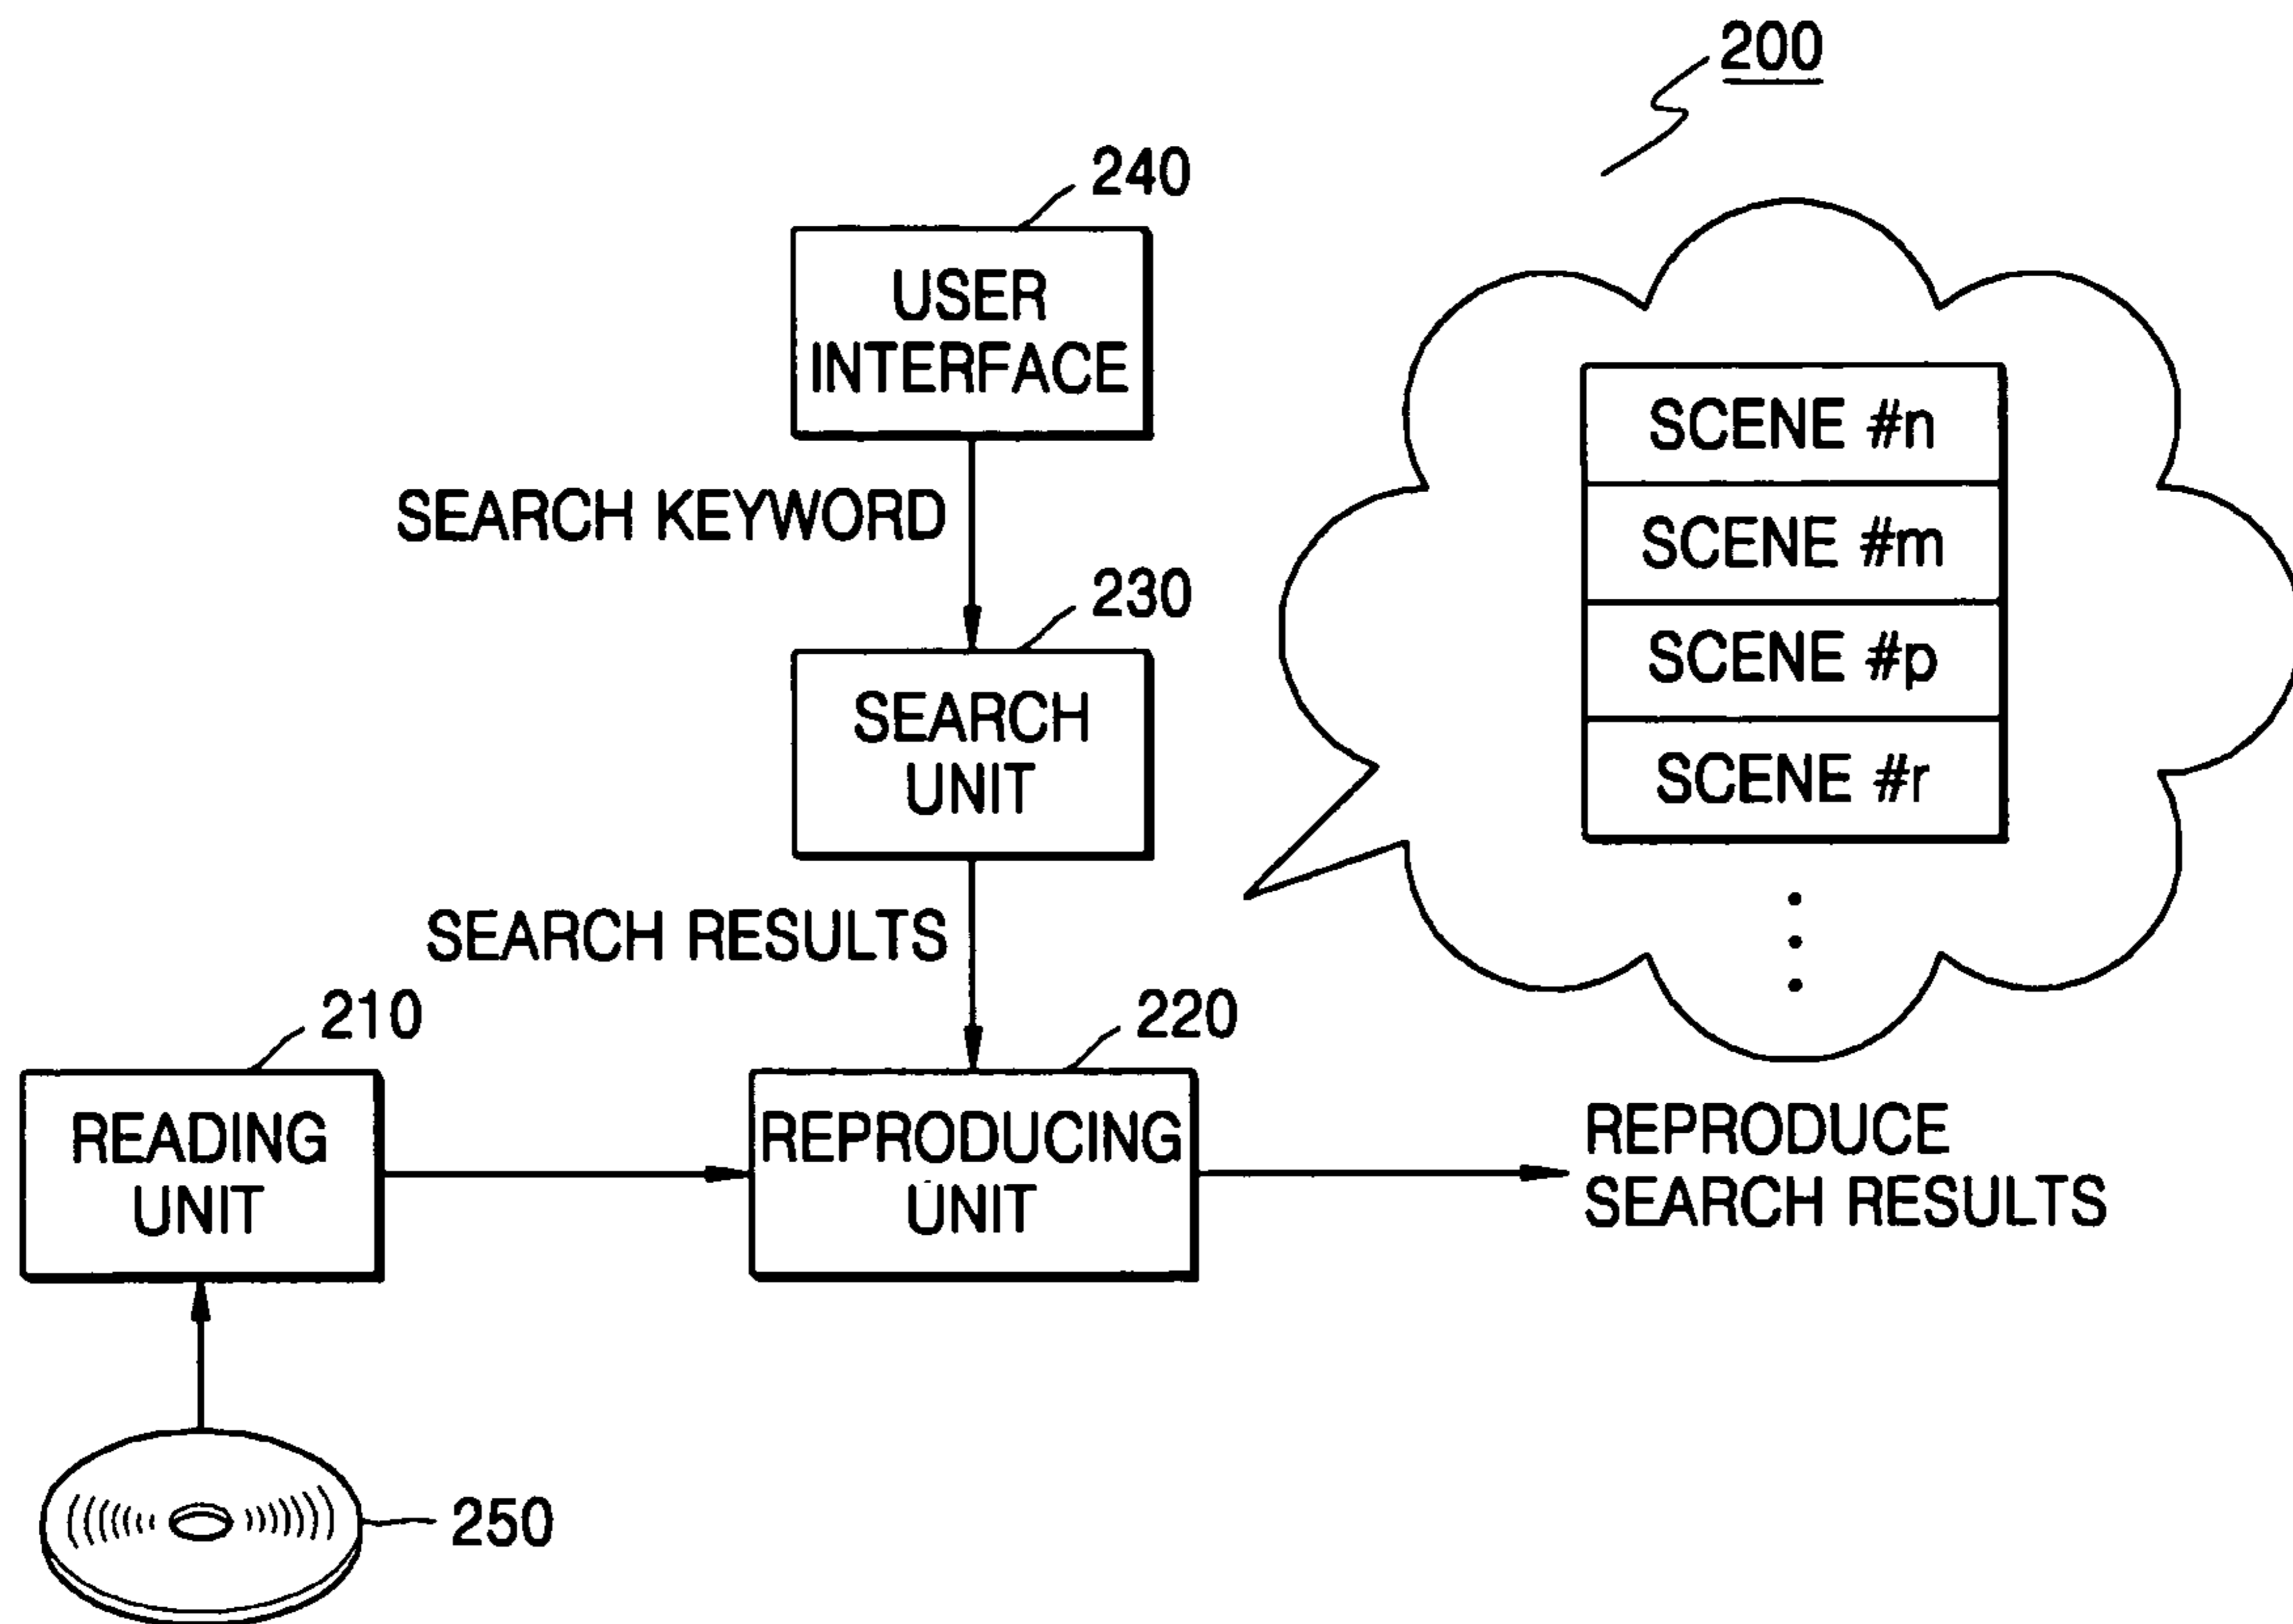 200
240
USER
INTERFACE
SEARCH KEYWORD
230
SEARCH
UNIT
SEARCH RESULTS
SCENE #n
SCENE #m
SCENE #p
SCENE #r
210
READING
UNIT
220
REPRODUCING
UNIT
REPRODUCE
SEARCH RESULTS
250